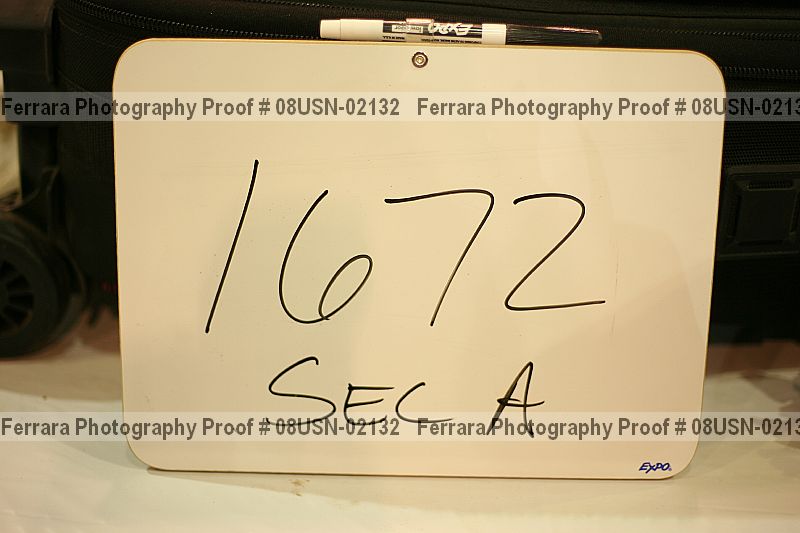 EXPO
Ferrara Photography Proof # 08USN-02132 Ferrara Photography Proof # 08USN-0213
1672
SEC A
Ferrara Photography Proof # 08USN-02132 Ferrara Photography Proof # 08USN-0213
EXPO